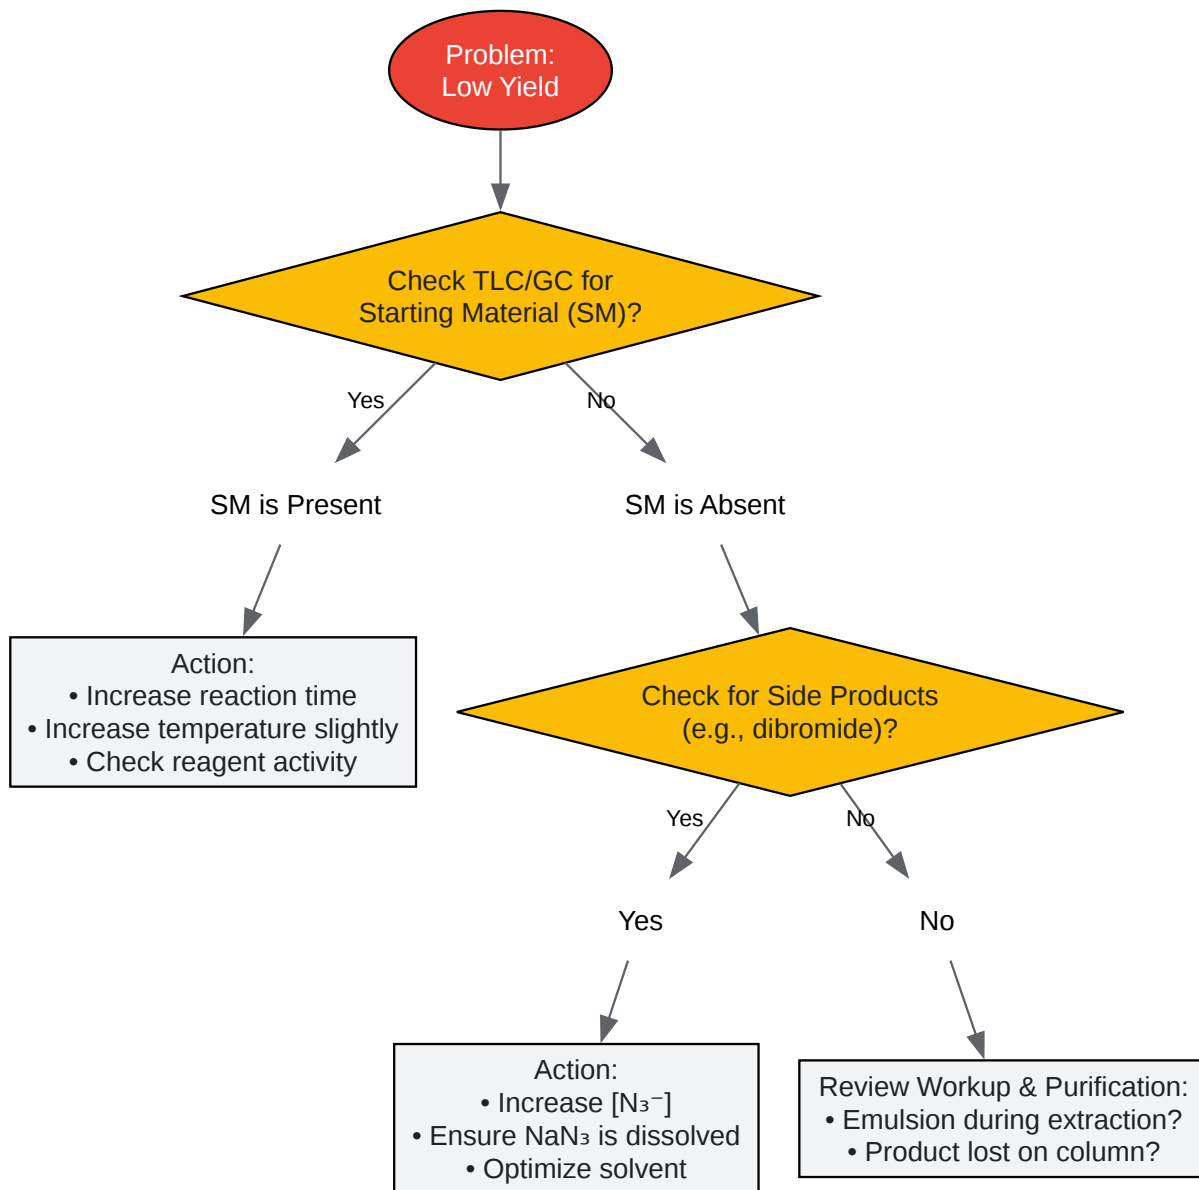 Problem:
Low Yield
Check TLC/GC for
Starting Material (SM)?
Yes
No
SM is Present
SM is Absent
Action:
• Increase reaction time
• Increase temperature slightly
• Check reagent activity
Check for Side Products
(e.g., dibromide)?
Yes
No
Yes
No
Action:
• Increase [N₃⁻]
• Ensure NaN₃ is dissolved
• Optimize solvent
Review Workup & Purification:
• Emulsion during extraction?
• Product lost on column?